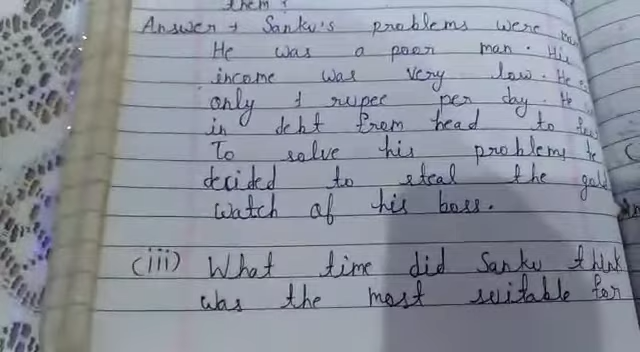 them?
Answer → Sanku's problems were
He was a poor man. His
income was very low. He
only 1 rupee per day. He
in debt from head to
To solve his problems he
decided to steal the gold
watch of his boss.
(iii) What time did Sanku think
was the most suitable for